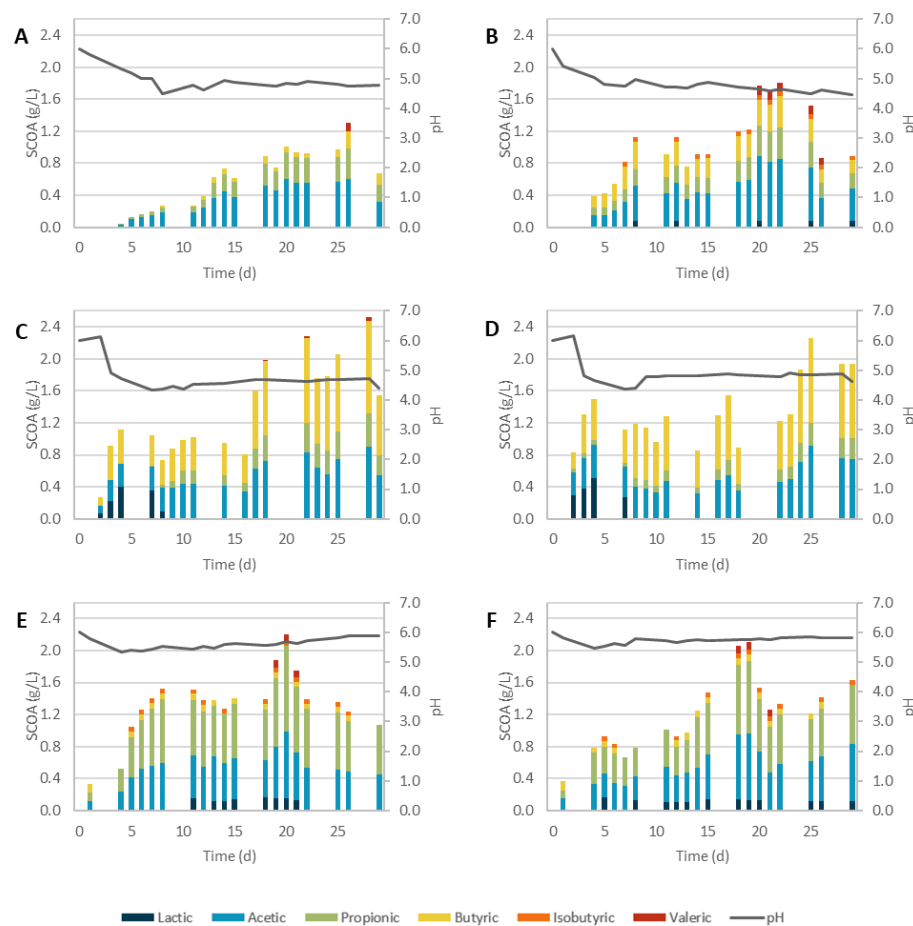 A
B
2.4 7.0 2.4 7.0
2.0 6.0 2.0 6.0
1.6 5.0 1.6 5.0
1.2 4.0 1.2 4.0
0.8 3.0 0.8 3.0
0.4 2.0 0.4 2.0
0.0 1.0 0.0 1.0
0.0 0.0
SCOA (g/L) pH SCOA (g/L) pH
0 5 10 15 20 25 0 5 10 15 20 25
Time (d) Time (d)
C
D
2.4 7.0 2.4 7.0
2.0 6.0 2.0 6.0
1.6 5.0 1.6 5.0
1.2 4.0 1.2 4.0
0.8 3.0 0.8 3.0
0.4 2.0 0.4 2.0
0.0 1.0 0.0 1.0
0.0 0.0
SCOA (g/L) pH SCOA (g/L) pH
0 5 10 15 20 25 0 5 10 15 20 25
Time (d) Time (d)
E
F
2.4 7.0 2.4 7.0
2.0 6.0 2.0 6.0
1.6 5.0 1.6 5.0
1.2 4.0 1.2 4.0
0.8 3.0 0.8 3.0
0.4 2.0 0.4 2.0
0.0 1.0 0.0 1.0
0.0 0.0
SCOA (g/L) pH SCOA (g/L) pH
0 5 10 15 20 25 0 5 10 15 20 25
Time (d) Time (d)
Lactic Acetic Propionic Butyric Isobutyric Valeric pH